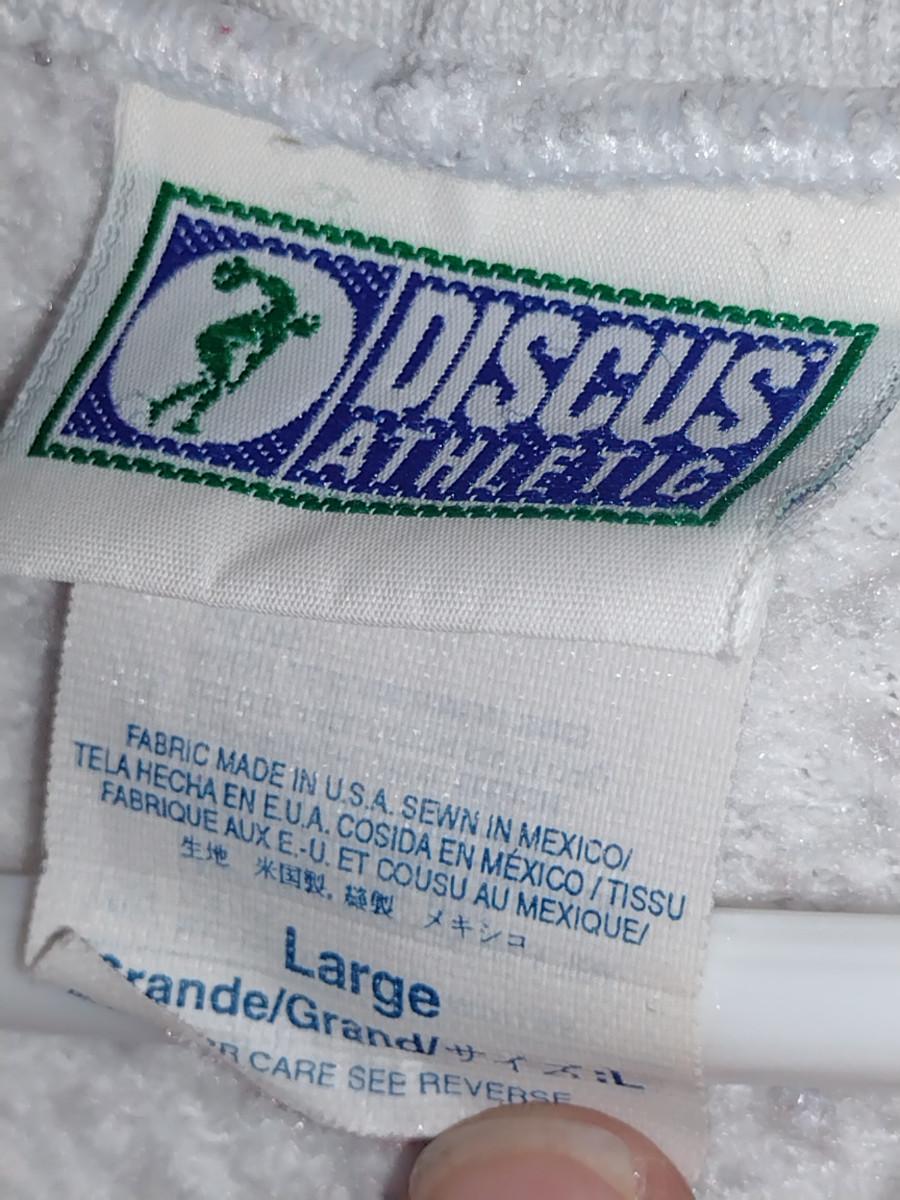 DISCUS
ATHLETIC
FABRIC MADE IN U.S.A. SEWN IN MEXICO/
TELA HECHA EN E.U.A. COSIDA EN MÉXICO / TISSU
FABRIQUE AUX E.-U. ET COUSU AU MEXIQUE/
生地 米国製, 縫製 メキシコ
Large
Grande/Grand/サイズ:L
CARE SEE REVERSE